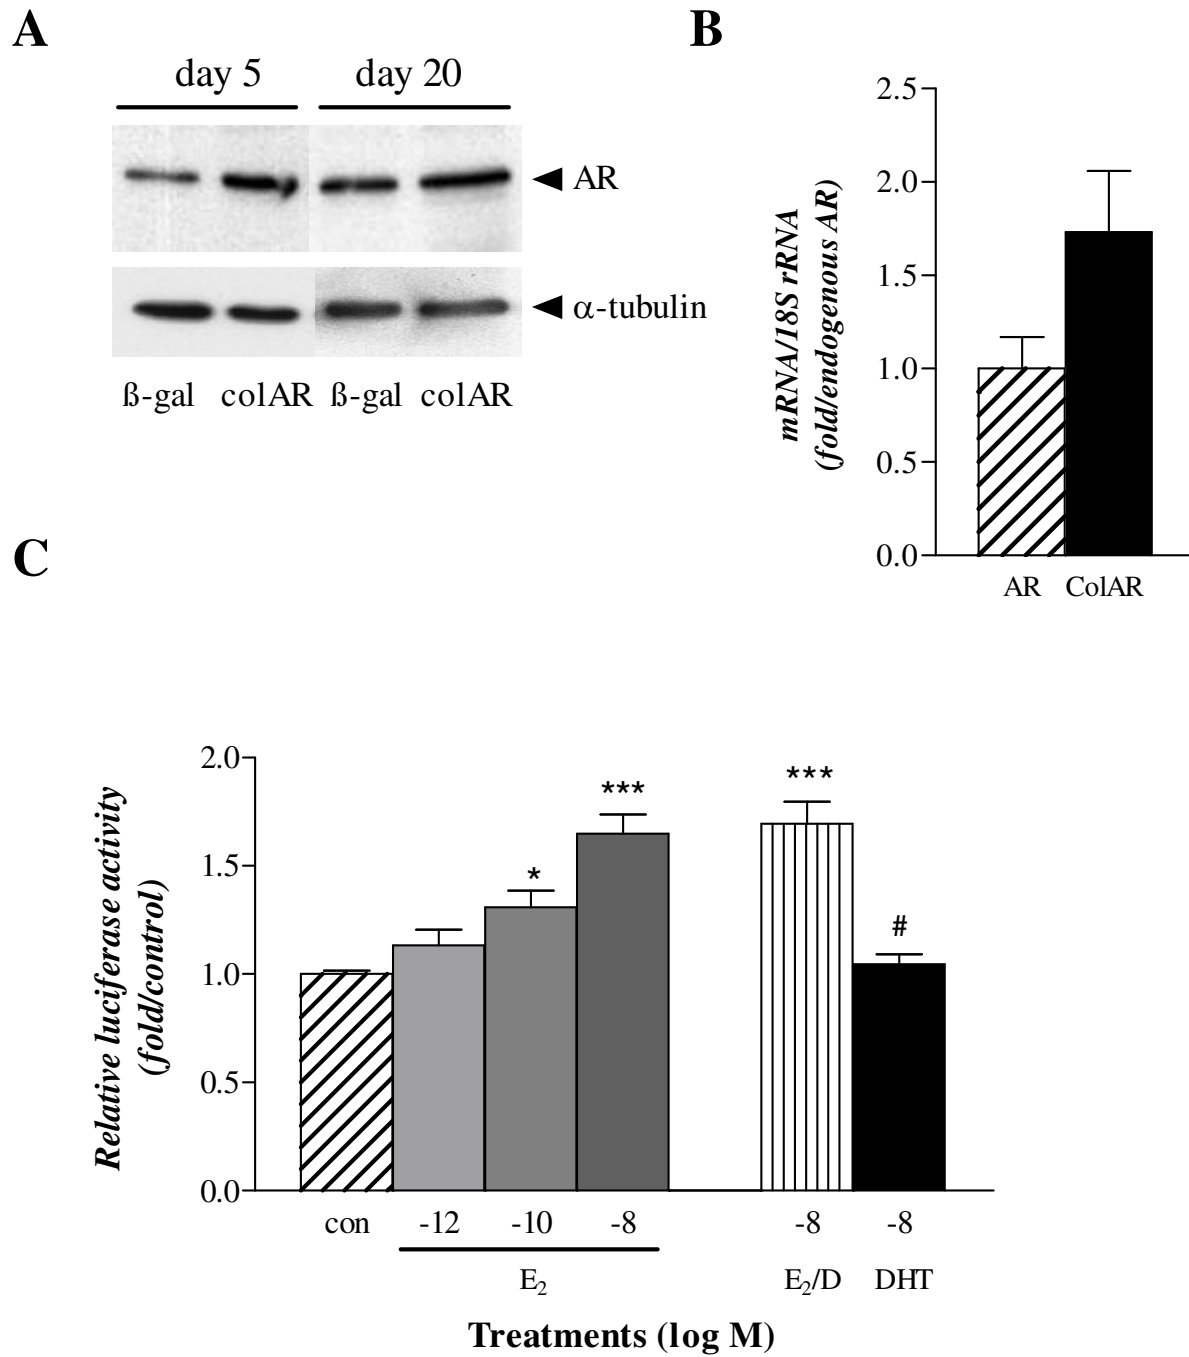 A
day 5 day 20
AR
α-tubulin
ß-gal colAR ß-gal colAR
B
mRNA/18S rRNA
(fold/endogenous AR)
2.5
2.0
1.5
1.0
0.5
0.0
AR ColAR
C
Relative luciferase activity
(fold/control)
2.0
1.5
1.0
0.5
0.0
*
***
***
#
con -12 -10 -8 -8 -8
E₂ E₂/D DHT
Treatments (log M)